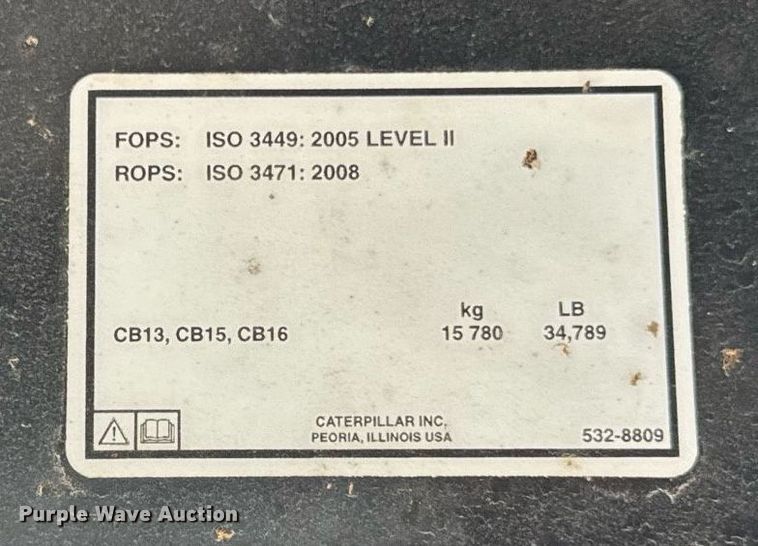 FOPS: ISO 3449: 2005 LEVEL II
ROPS: ISO 3471: 2008
kg LB
CB13, CB15, CB16 15 780 34,789
CATERPILLAR INC.
PEORIA, ILLINOIS USA
532-8809
Purple Wave Auction